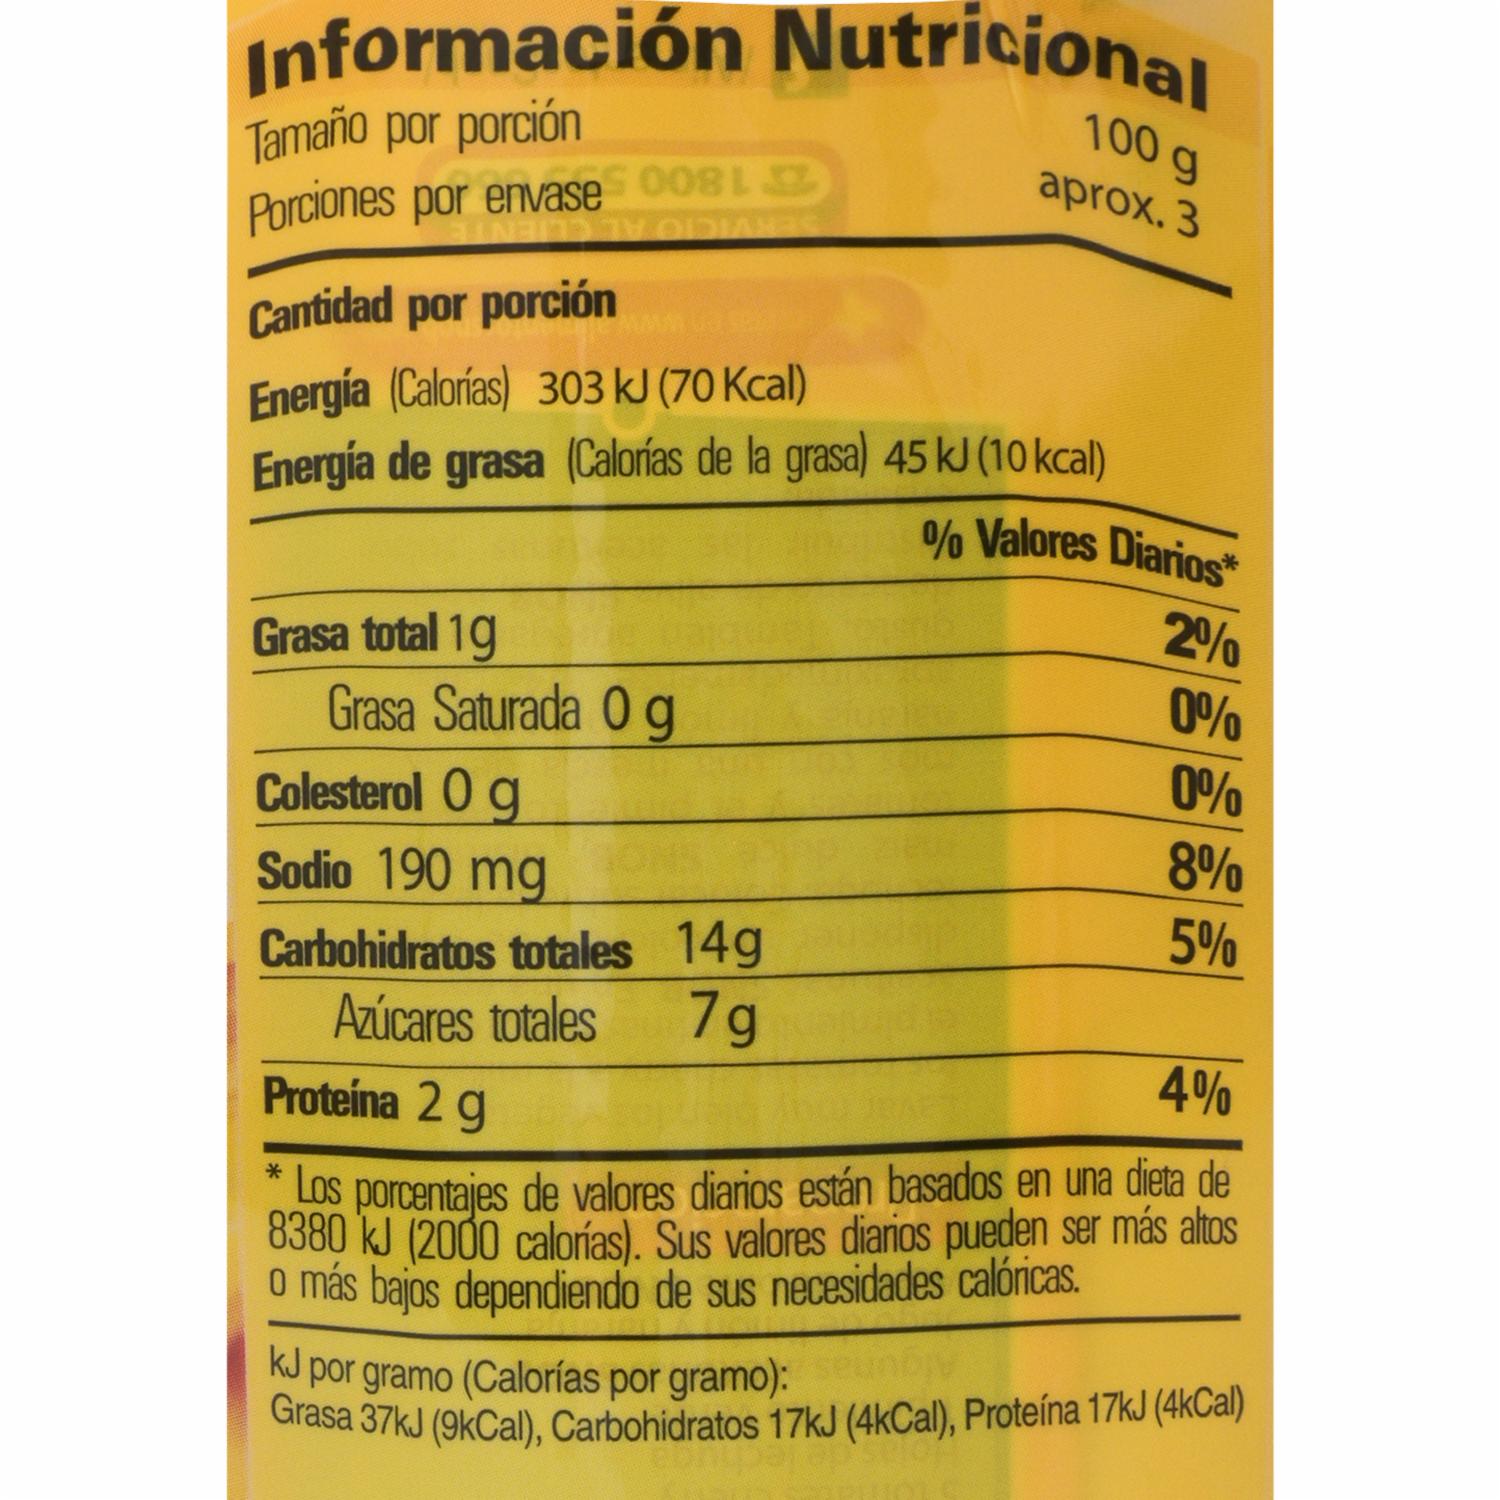 Información Nutricional
Tamaño por porción 100 g
Porciones por envase aprox. 3
Cantidad por porción
Energía (Calorías) 303 kJ (70 Kcal)
Energía de grasa (Calorías de la grasa) 45 kJ (10 kcal)
% Valores Diarios*
Grasa total 1g 2%
Grasa Saturada 0 g 0%
Colesterol 0 g 0%
Sodio 190 mg 8%
Carbohidratos totales 14g 5%
Azúcares totales 7g
Proteína 2 g 4%
* Los porcentajes de valores diarios están basados en una dieta de
8380 kJ (2000 calorías). Sus valores diarios pueden ser más altos
o más bajos dependiendo de sus necesidades calóricas.
kJ por gramo (Calorías por gramo):
Grasa 37kJ (9kCal), Carbohidratos 17kJ (4kCal), Proteína 17kJ (4kCal)